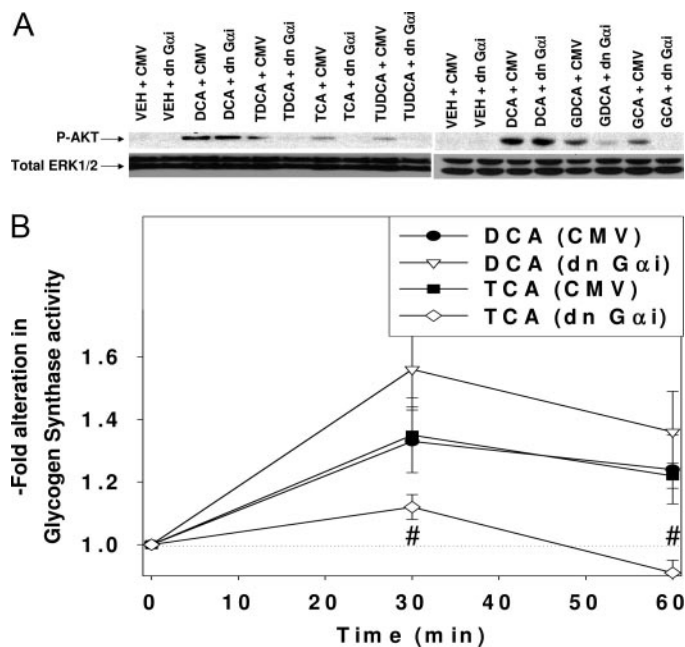 A
VEH + CMV
VEH + dn Gαi
DCA + CMV
DCA + dn Gαi
TDCA + CMV
TDCA + dn Gαi
TCA + CMV
TCA + dn Gαi
TUDCA + CMV
TUDCA + dn Gαi
VEH + CMV
VEH + dn Gαi
DCA + CMV
DCA + dn Gαi
GDCA + CMV
GDCA + dn Gαi
GCA + CMV
GCA + dn Gαi
P-AKT
Total ERK1/2
B
DCA (CMV)
DCA (dn Gαi)
TCA (CMV)
TCA (dn Gαi)
-Fold alteration in
Glycogen Synthase activity
1.6
1.4
1.2
1.0
# #
0 10 20 30 40 50 60
Time (min)